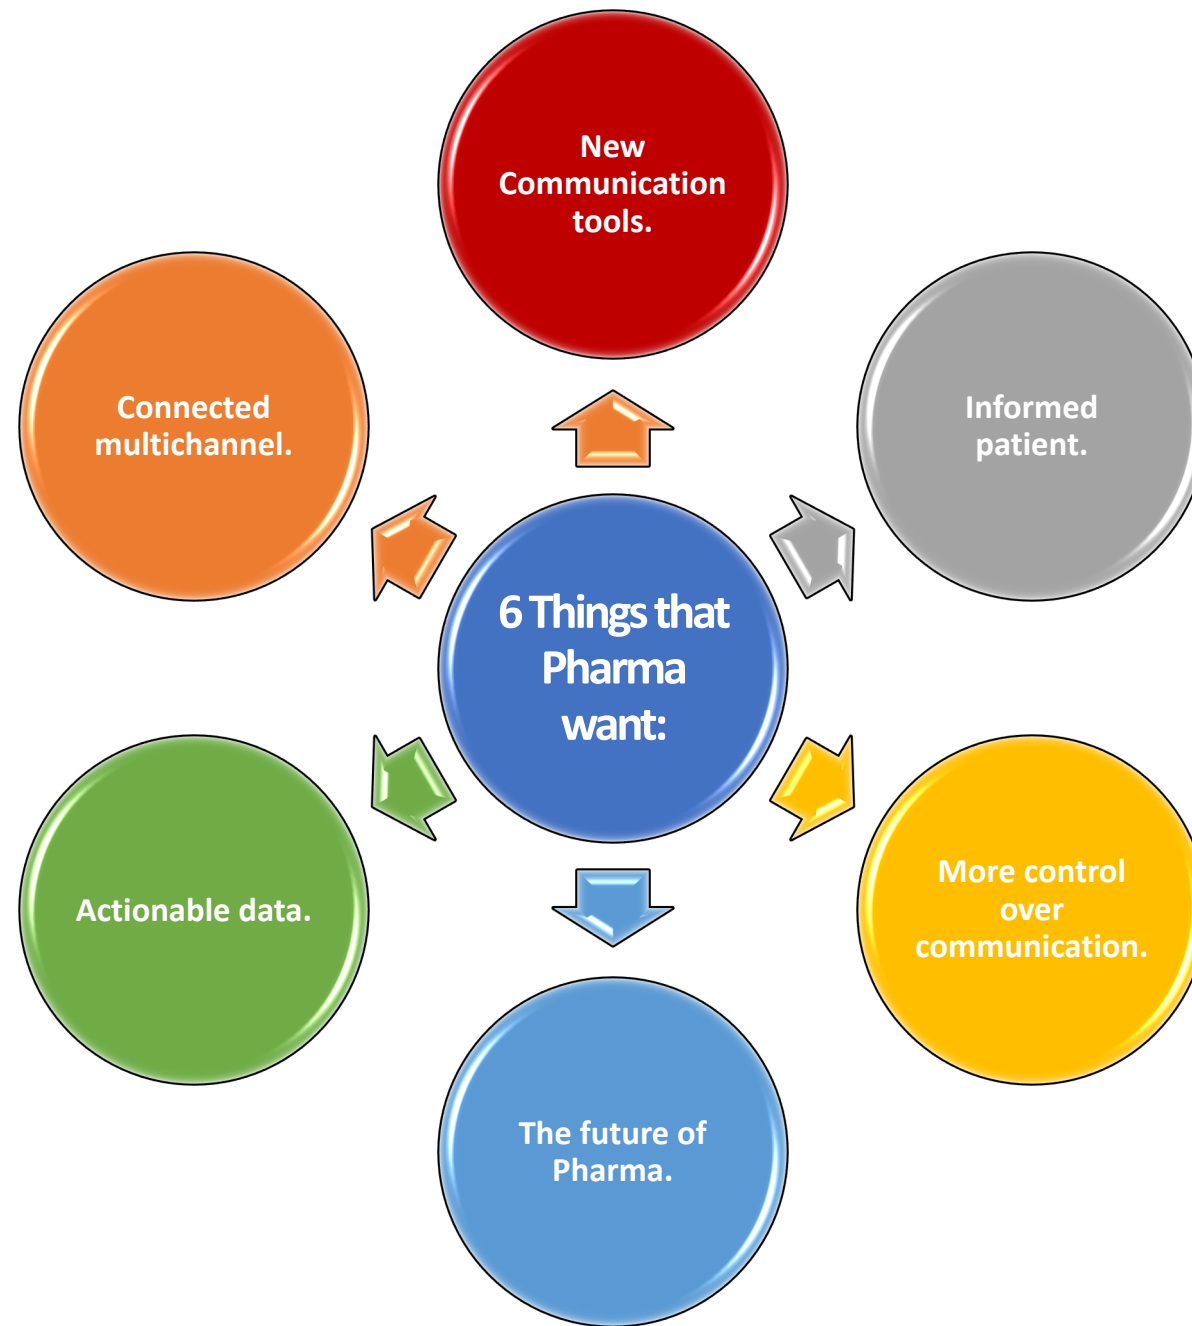 New
Communication
tools.
Connected
multichannel.
Informed
patient.
6 Things that
Pharma
want:
Actionable data.
More control
over
communication.
The future of
Pharma.